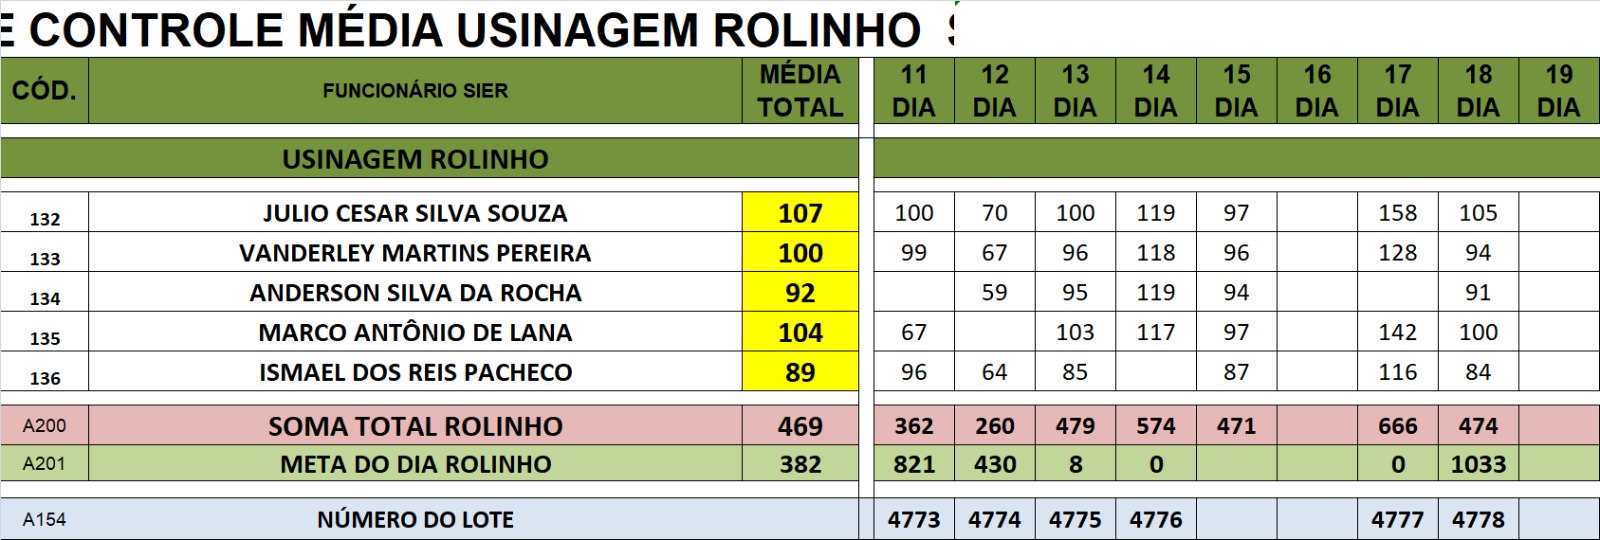 E CONTROLE MÉDIA USINAGEM ROLINHO
CÓD. FUNCIONÁRIO SIER MÉDIA TOTAL 11 DIA 12 DIA 13 DIA 14 DIA 15 DIA 16 DIA 17 DIA 18 DIA 19 DIA
USINAGEM ROLINHO
132 JULIO CESAR SILVA SOUZA 107 100 70 100 119 97 158 105
133 VANDERLEY MARTINS PEREIRA 100 99 67 96 118 96 128 94
134 ANDERSON SILVA DA ROCHA 92 59 95 119 94 91
135 MARCO ANTÔNIO DE LANA 104 67 103 117 97 142 100
136 ISMAEL DOS REIS PACHECO 89 96 64 85 87 116 84
A200 SOMA TOTAL ROLINHO 469 362 260 479 574 471 666 474
A201 META DO DIA ROLINHO 382 821 430 8 0 0 1033
A154 NÚMERO DO LOTE 4773 4774 4775 4776 4777 4778